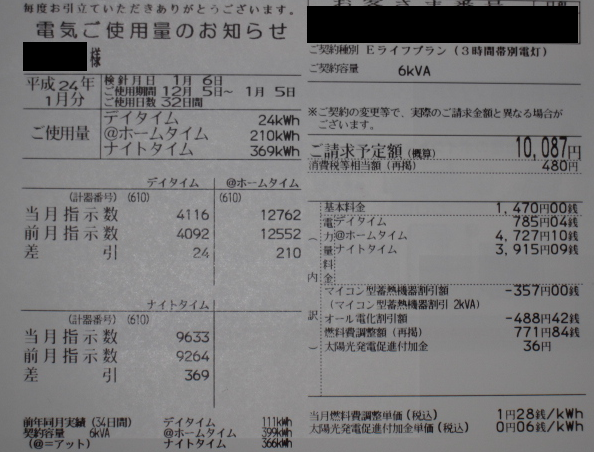 毎度お引立ていただきありがとうございます。
電気ご使用量のお知らせ
様
平成24年
1月分
検針月日 1月 6日
ご使用期間 12月 5日～ 1月 5日
ご使用日数 32日間
ご使用量
デイタイム 24kWh
@ホームタイム 210kWh
ナイトタイム 369kWh
デイタイム @ホームタイム
(計器番号) (610) (610)
当月指示数 4116 12762
前月指示数 4092 12552
差引 24 210
ナイトタイム
(計器番号) (610)
当月指示数 9633
前月指示数 9264
差引 369
前年同月実績 (34日間) デイタイム 111kWh
契約容量 6kVA @ホームタイム 399kWh
(@=アット) ナイトタイム 366kWh
ご契約種別 Eライフプラン (3時間帯別電灯)
ご契約容量 6kVA
※ご契約の変更等で、実際のご請求金額と異なる場合が
ございます。
ご請求予定額 (概算) 10,087円
消費税等相当額 (再掲) 480円
(内訳)
基本料金 1,470円00銭
電力量料金
デイタイム 785円04銭
@ホームタイム 4,727円10銭
ナイトタイム 3,915円09銭
マイコン型蓄熱機器割引額 -357円00銭
(マイコン型蓄熱機器割引 2kVA)
オール電化割引額 -488円42銭
燃料費調整額 (再掲) 771円84銭
太陽光発電促進付加金 36円
当月燃料費調整単価 (税込) 1円28銭/kWh
太陽光発電促進付加金単価 (税込) 0円06銭/kWh